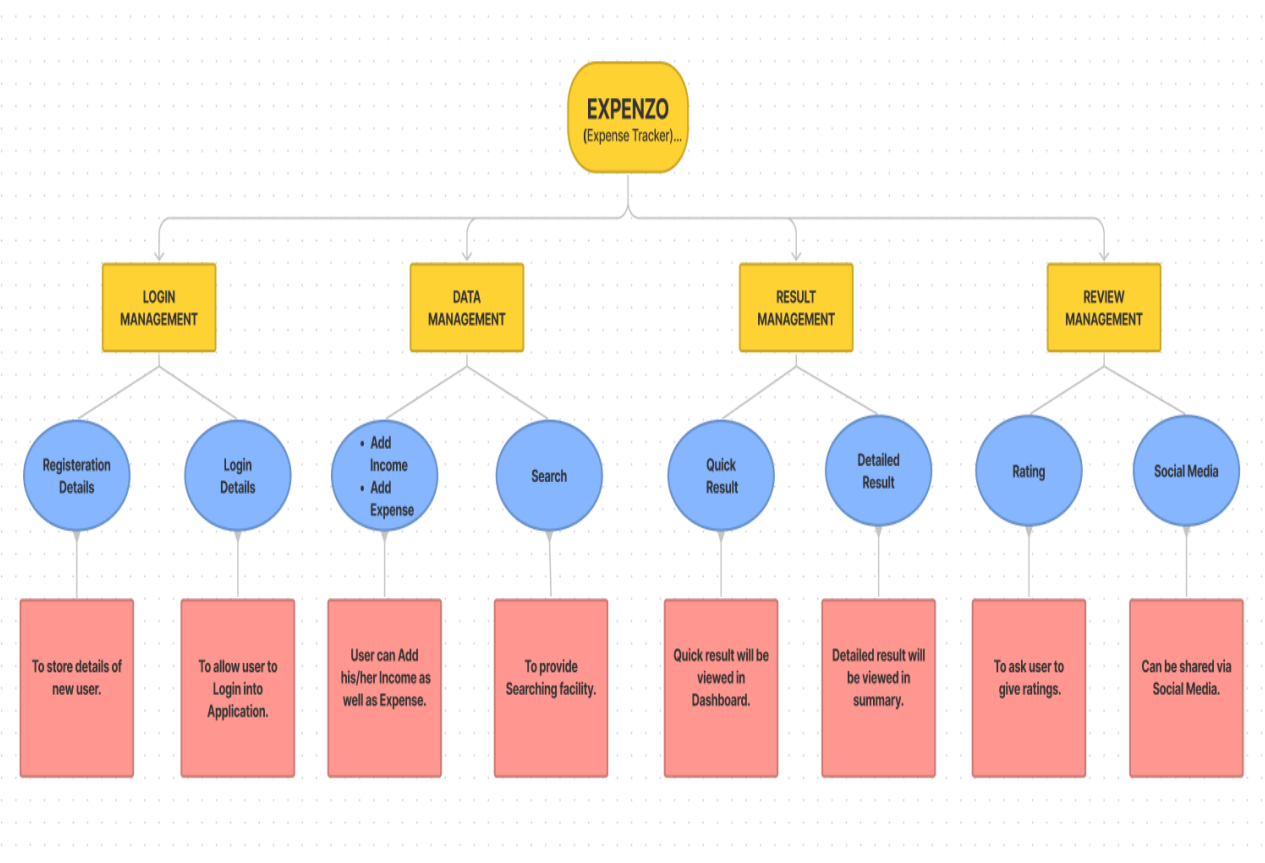 EXPENZO
(Expense Tracker)...
LOGIN
MANAGEMENT
DATA
MANAGEMENT
RESULT
MANAGEMENT
REVIEW
MANAGEMENT
Registeration
Details
Login
Details
• Add
Income
• Add
Expense
Search
Quick
Result
Detailed
Result
Rating
Social Media
To store details of
new user.
To allow user to
Login into
Application.
User can Add
his/her Income as
well as Expense.
To provide
Searching facility.
Quick result will be
viewed in
Dashboard.
Detailed result will
be viewed in
summary.
To ask user to
give ratings.
Can be shared via
Social Media.